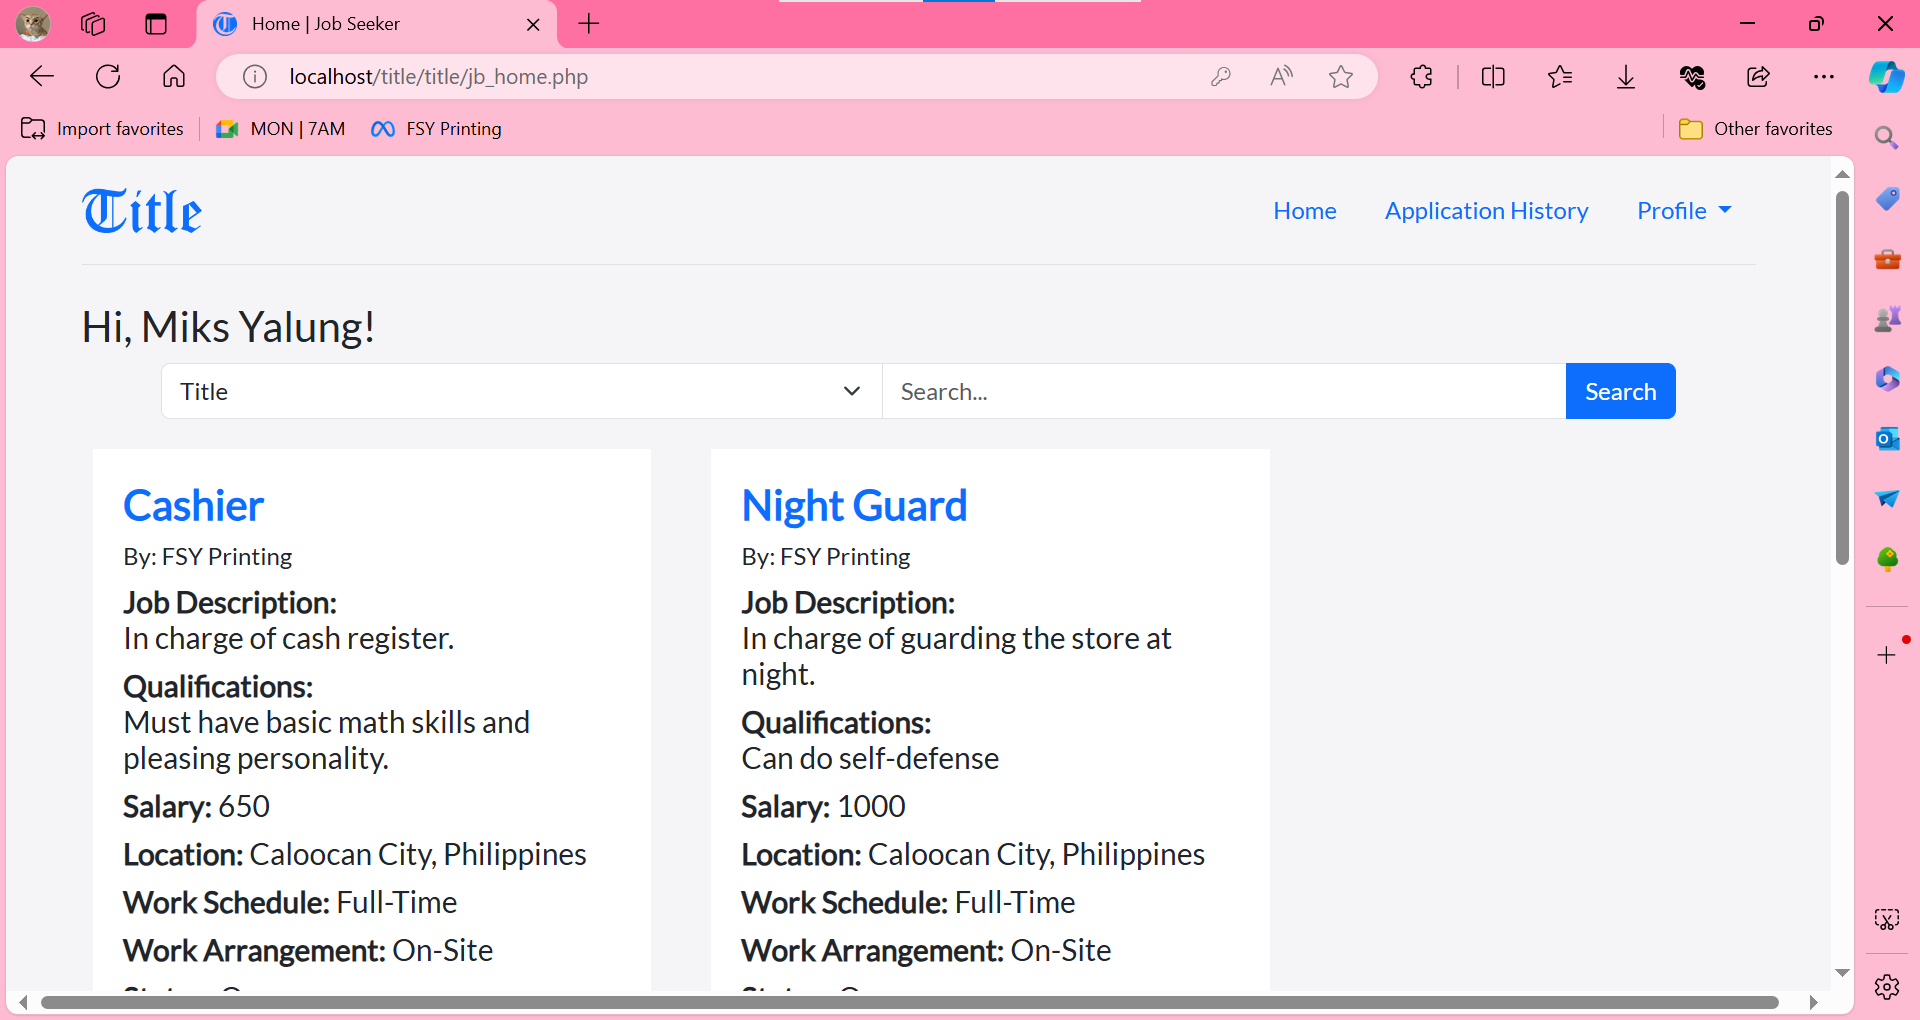 Home | Job Seeker
localhost/title/title/jb_home.php
Import favorites
MON | 7AM
FSY Printing
Other favorites
Title
Home
Application History
Profile
Hi, Miks Yalung!
Title
Search...
Search
Cashier
By: FSY Printing
Job Description:
In charge of cash register.
Qualifications:
Must have basic math skills and
pleasing personality.
Salary: 650
Location: Caloocan City, Philippines
Work Schedule: Full-Time
Work Arrangement: On-Site
Night Guard
By: FSY Printing
Job Description:
In charge of guarding the store at
night.
Qualifications:
Can do self-defense
Salary: 1000
Location: Caloocan City, Philippines
Work Schedule: Full-Time
Work Arrangement: On-Site